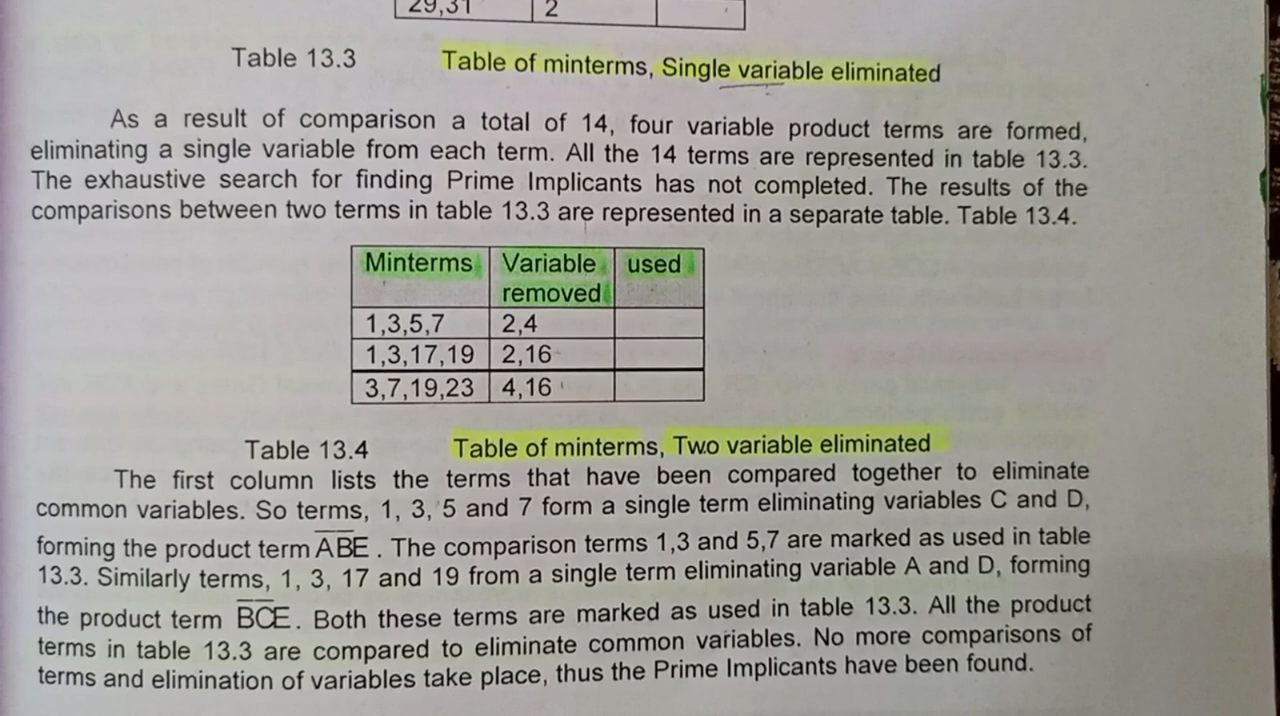 29,31 2
Table 13.3 Table of minterms, Single variable eliminated
As a result of comparison a total of 14, four variable product terms are formed,
eliminating a single variable from each term. All the 14 terms are represented in table 13.3.
The exhaustive search for finding Prime Implicants has not completed. The results of the
comparisons between two terms in table 13.3 are represented in a separate table. Table 13.4.
Minterms Variable used
removed
1,3,5,7 2,4
1,3,17,19 2,16
3,7,19,23 4,16
Table 13.4 Table of minterms, Two variable eliminated
The first column lists the terms that have been compared together to eliminate
common variables. So terms, 1, 3, 5 and 7 form a single term eliminating variables C and D,
forming the product term A̅B̅E. The comparison terms 1,3 and 5,7 are marked as used in table
13.3. Similarly terms, 1, 3, 17 and 19 from a single term eliminating variable A and D, forming
the product term B̅C̅E. Both these terms are marked as used in table 13.3. All the product
terms in table 13.3 are compared to eliminate common variables. No more comparisons of
terms and elimination of variables take place, thus the Prime Implicants have been found.